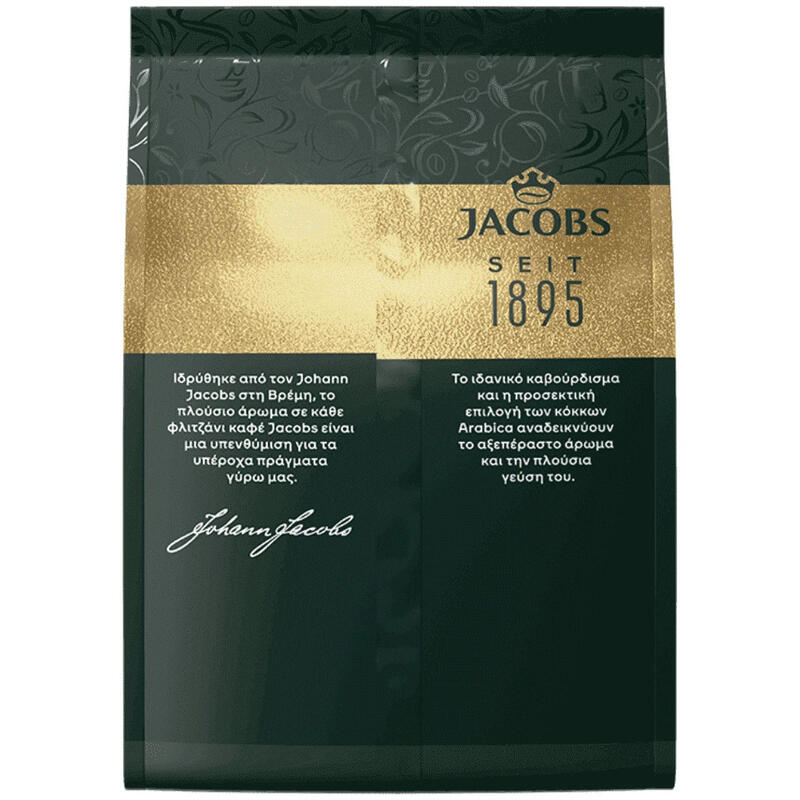 JACOBS
SEIT
1895
Ιδρύθηκε από τον Johann
Jacobs στη Βρέμη, το
πλούσιο άρωμα σε κάθε
φλιτζάνι καφέ Jacobs είναι
μια υπενθύμιση για τα
υπέροχα πράγματα
γύρω μας.
Johann Jacobs
Το ιδανικό καβούρδισμα
και η προσεκτική
επιλογή των κόκκων
Arabica αναδεικνύουν
το αξεπέραστο άρωμα
και την πλούσια
γεύση του.